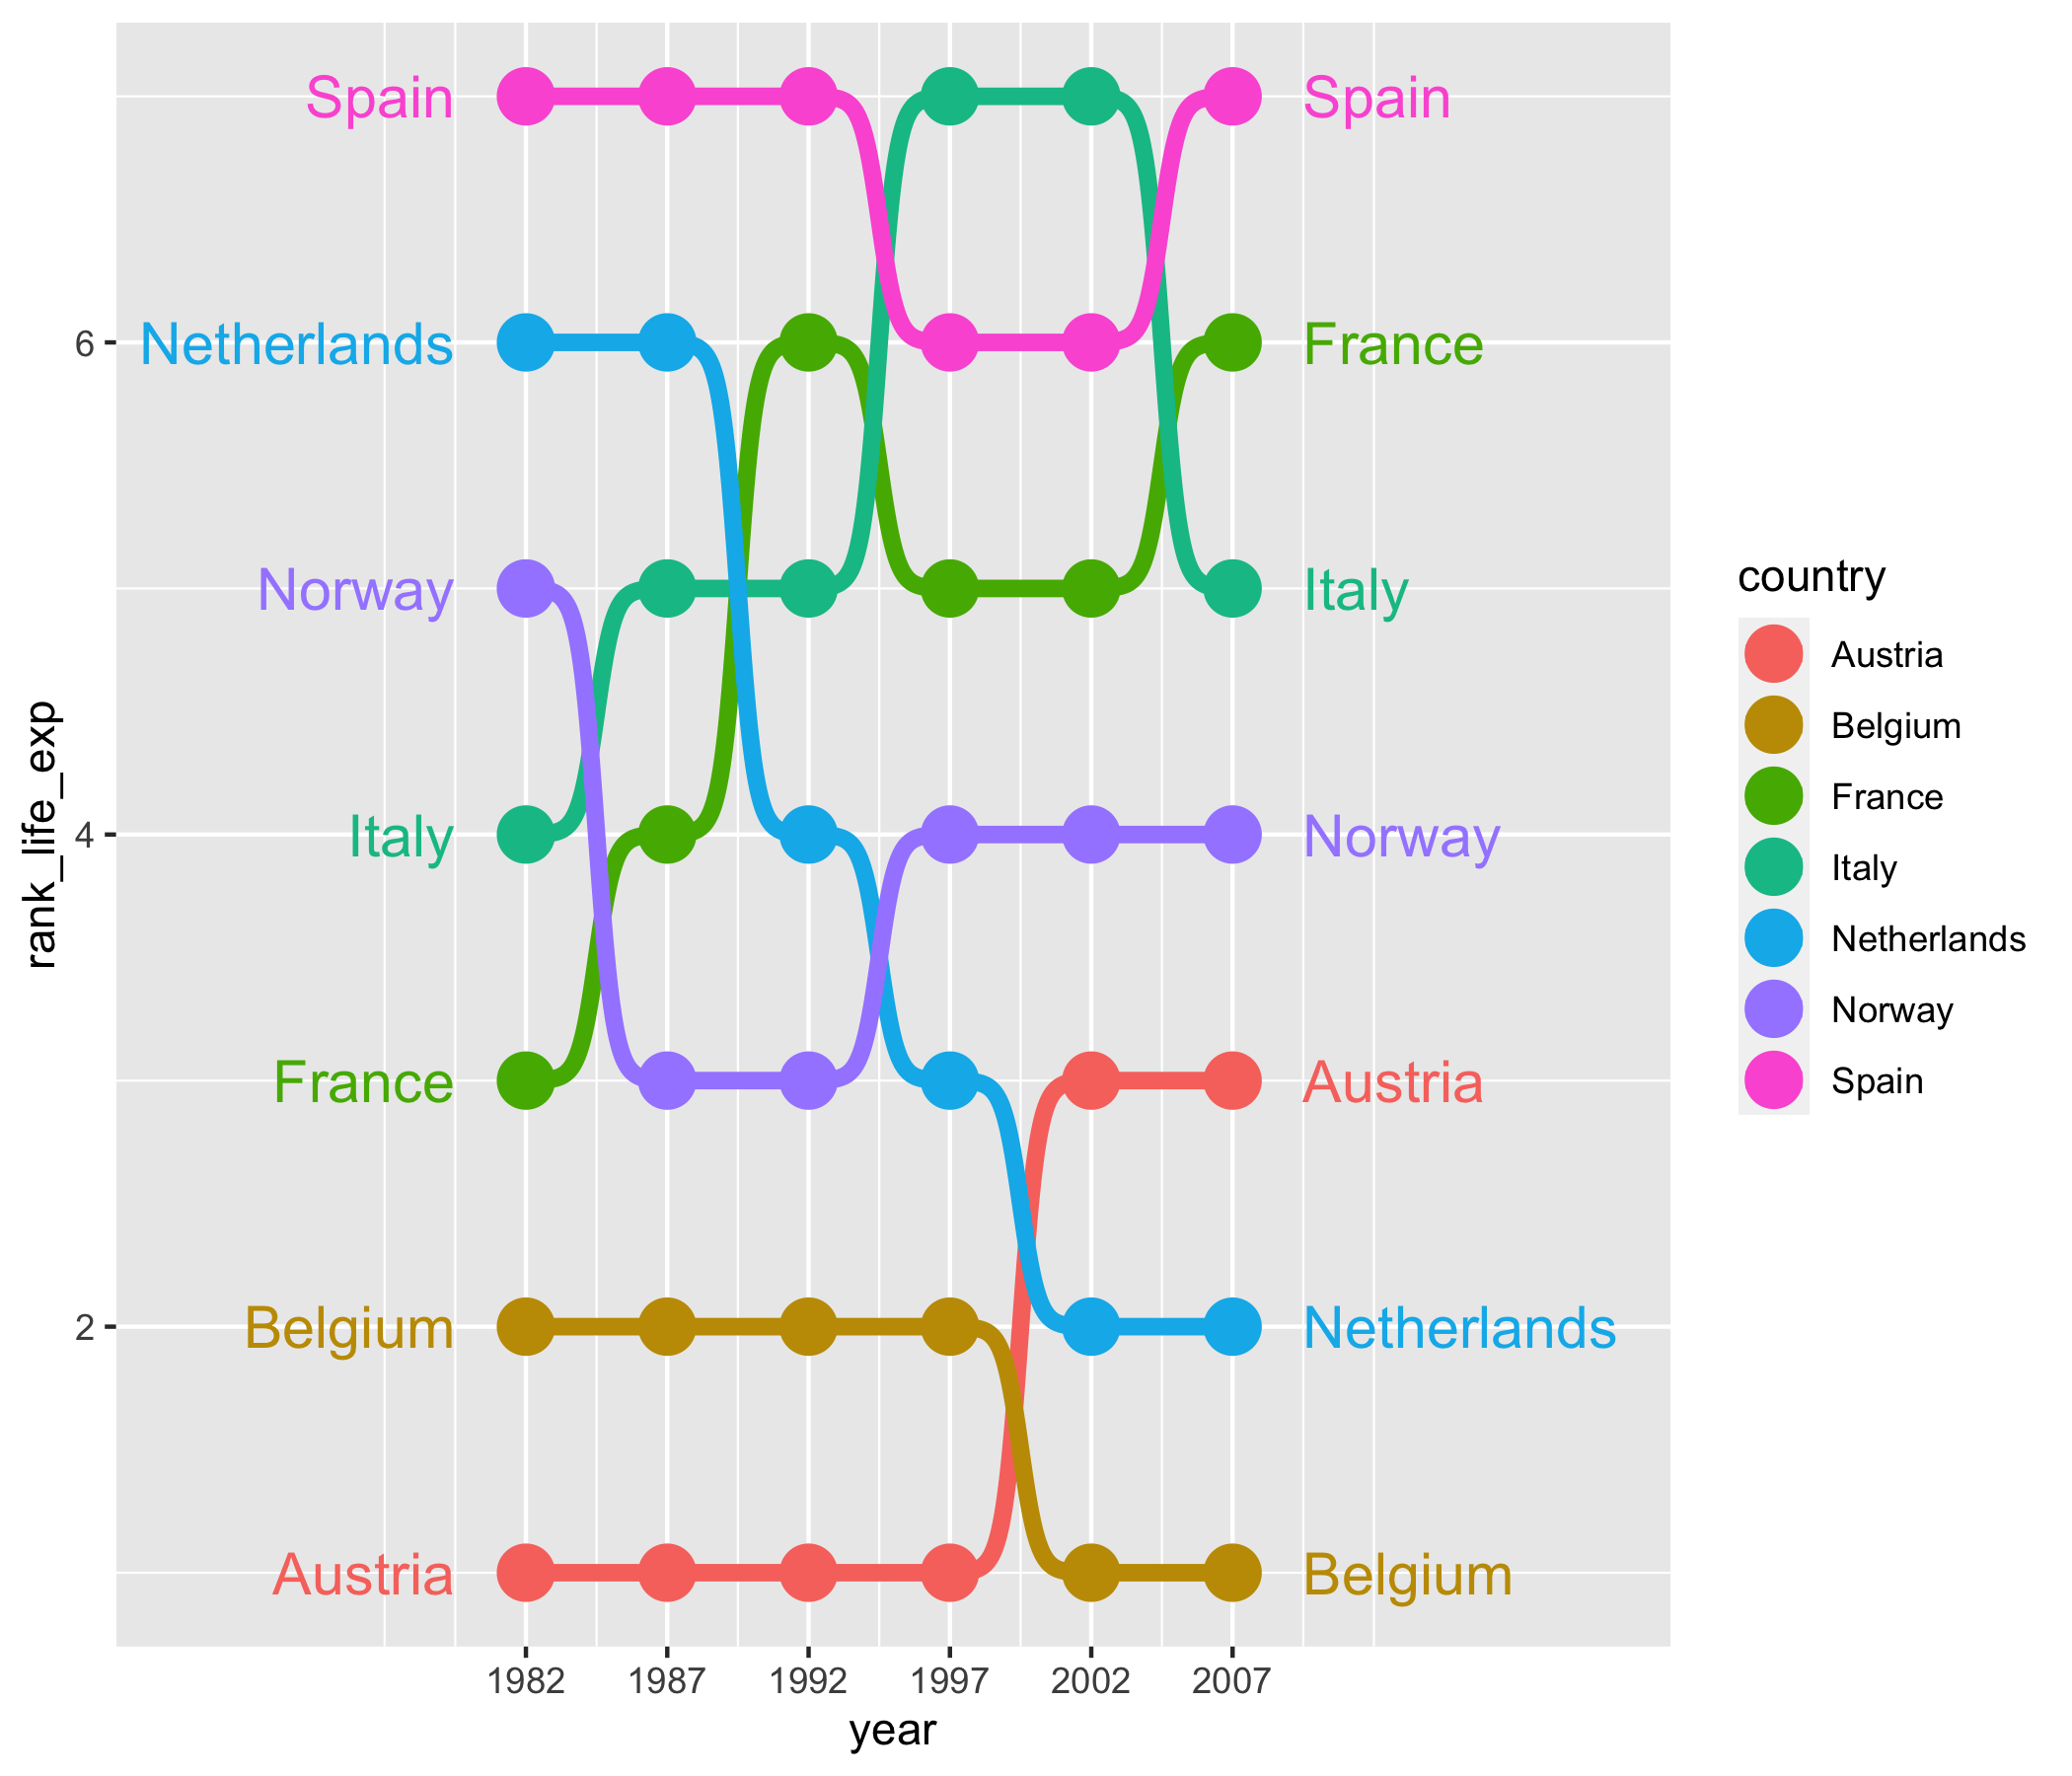 Spain
Netherlands
Norway
Italy
France
Belgium
Austria
Spain
France
Italy
Norway
Austria
Netherlands
Belgium
6
4
2
rank_life_exp
1982 1987 1992 1997 2002 2007
year
country
Austria
Belgium
France
Italy
Netherlands
Norway
Spain